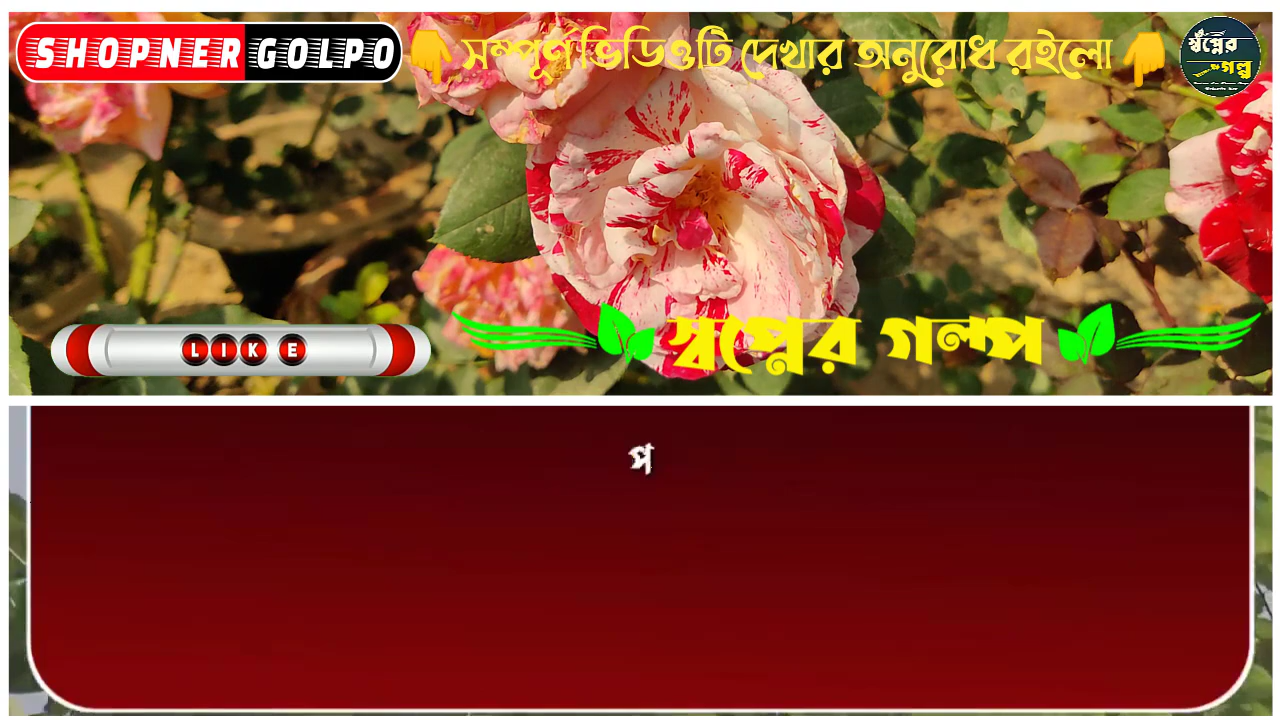 SHOPNER GOLPO
👇সম্পূর্ণ ভিডিওটি দেখার অনুরোধ রইলো👇
স্বপ্নের
গল্প
LIKE
স্বপ্নের গল্প
প